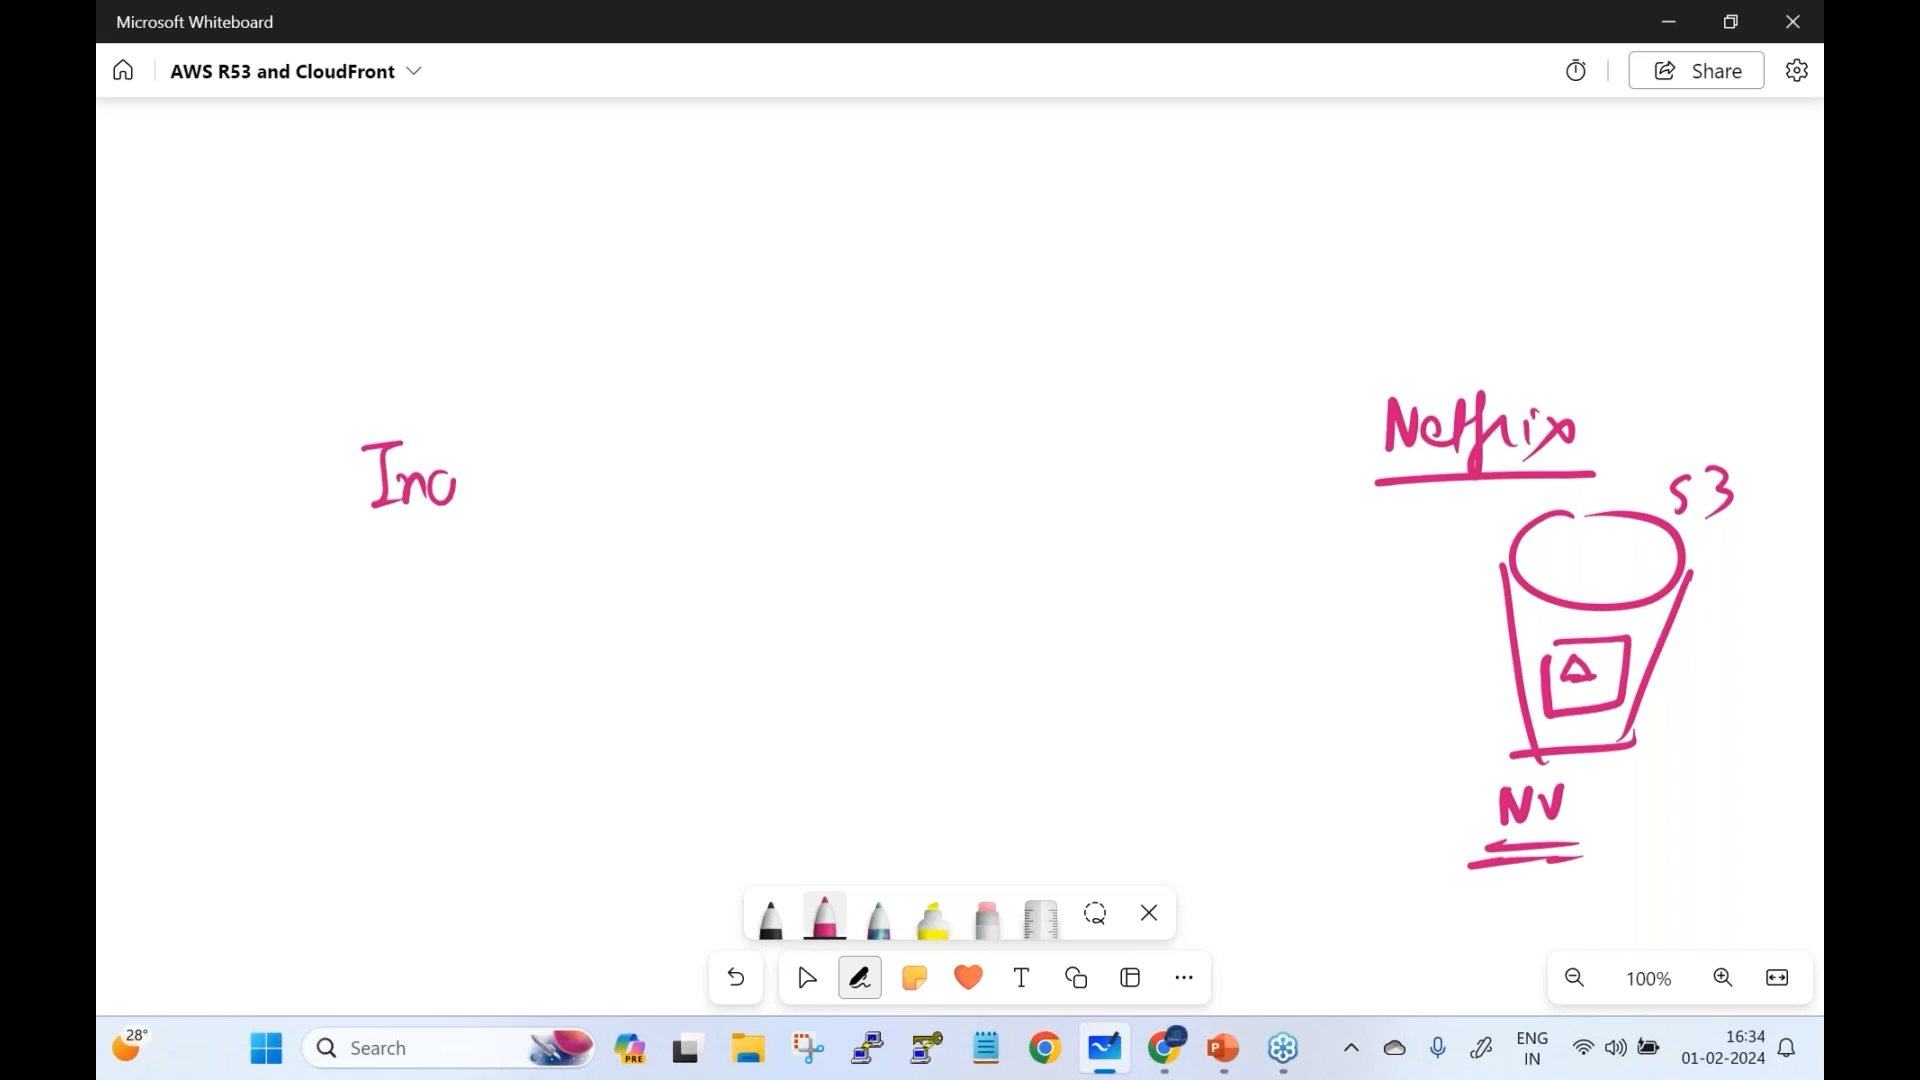 Microsoft Whiteboard
AWS R53 and CloudFront
Share
Netflix
Ind
S3
NV
T
100%
28°
Search
PRE
P
ENG
IN
16:34
01-02-2024